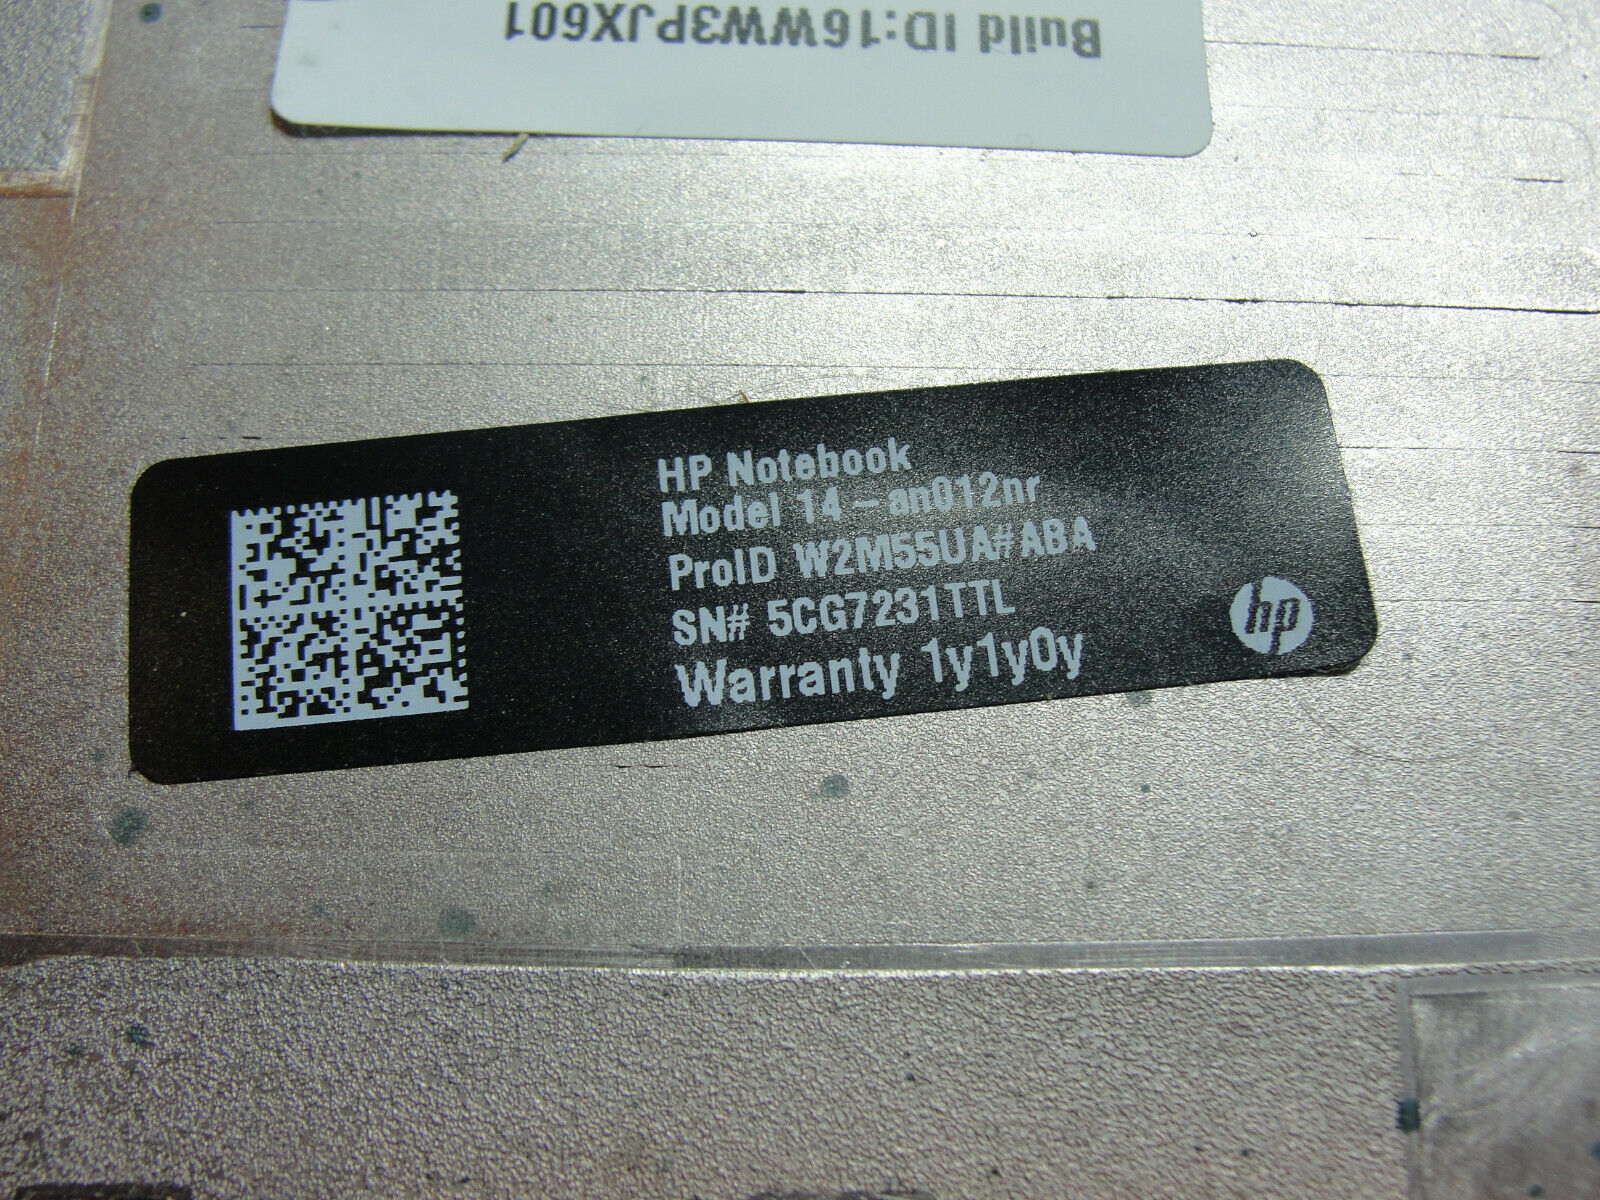 Build ID:16WW3PJX601
HP Notebook
Model 14-an012nr
ProID W2M55UA#ABA
SN# 5CG7231TTL
Warranty 1y1y0y
hp